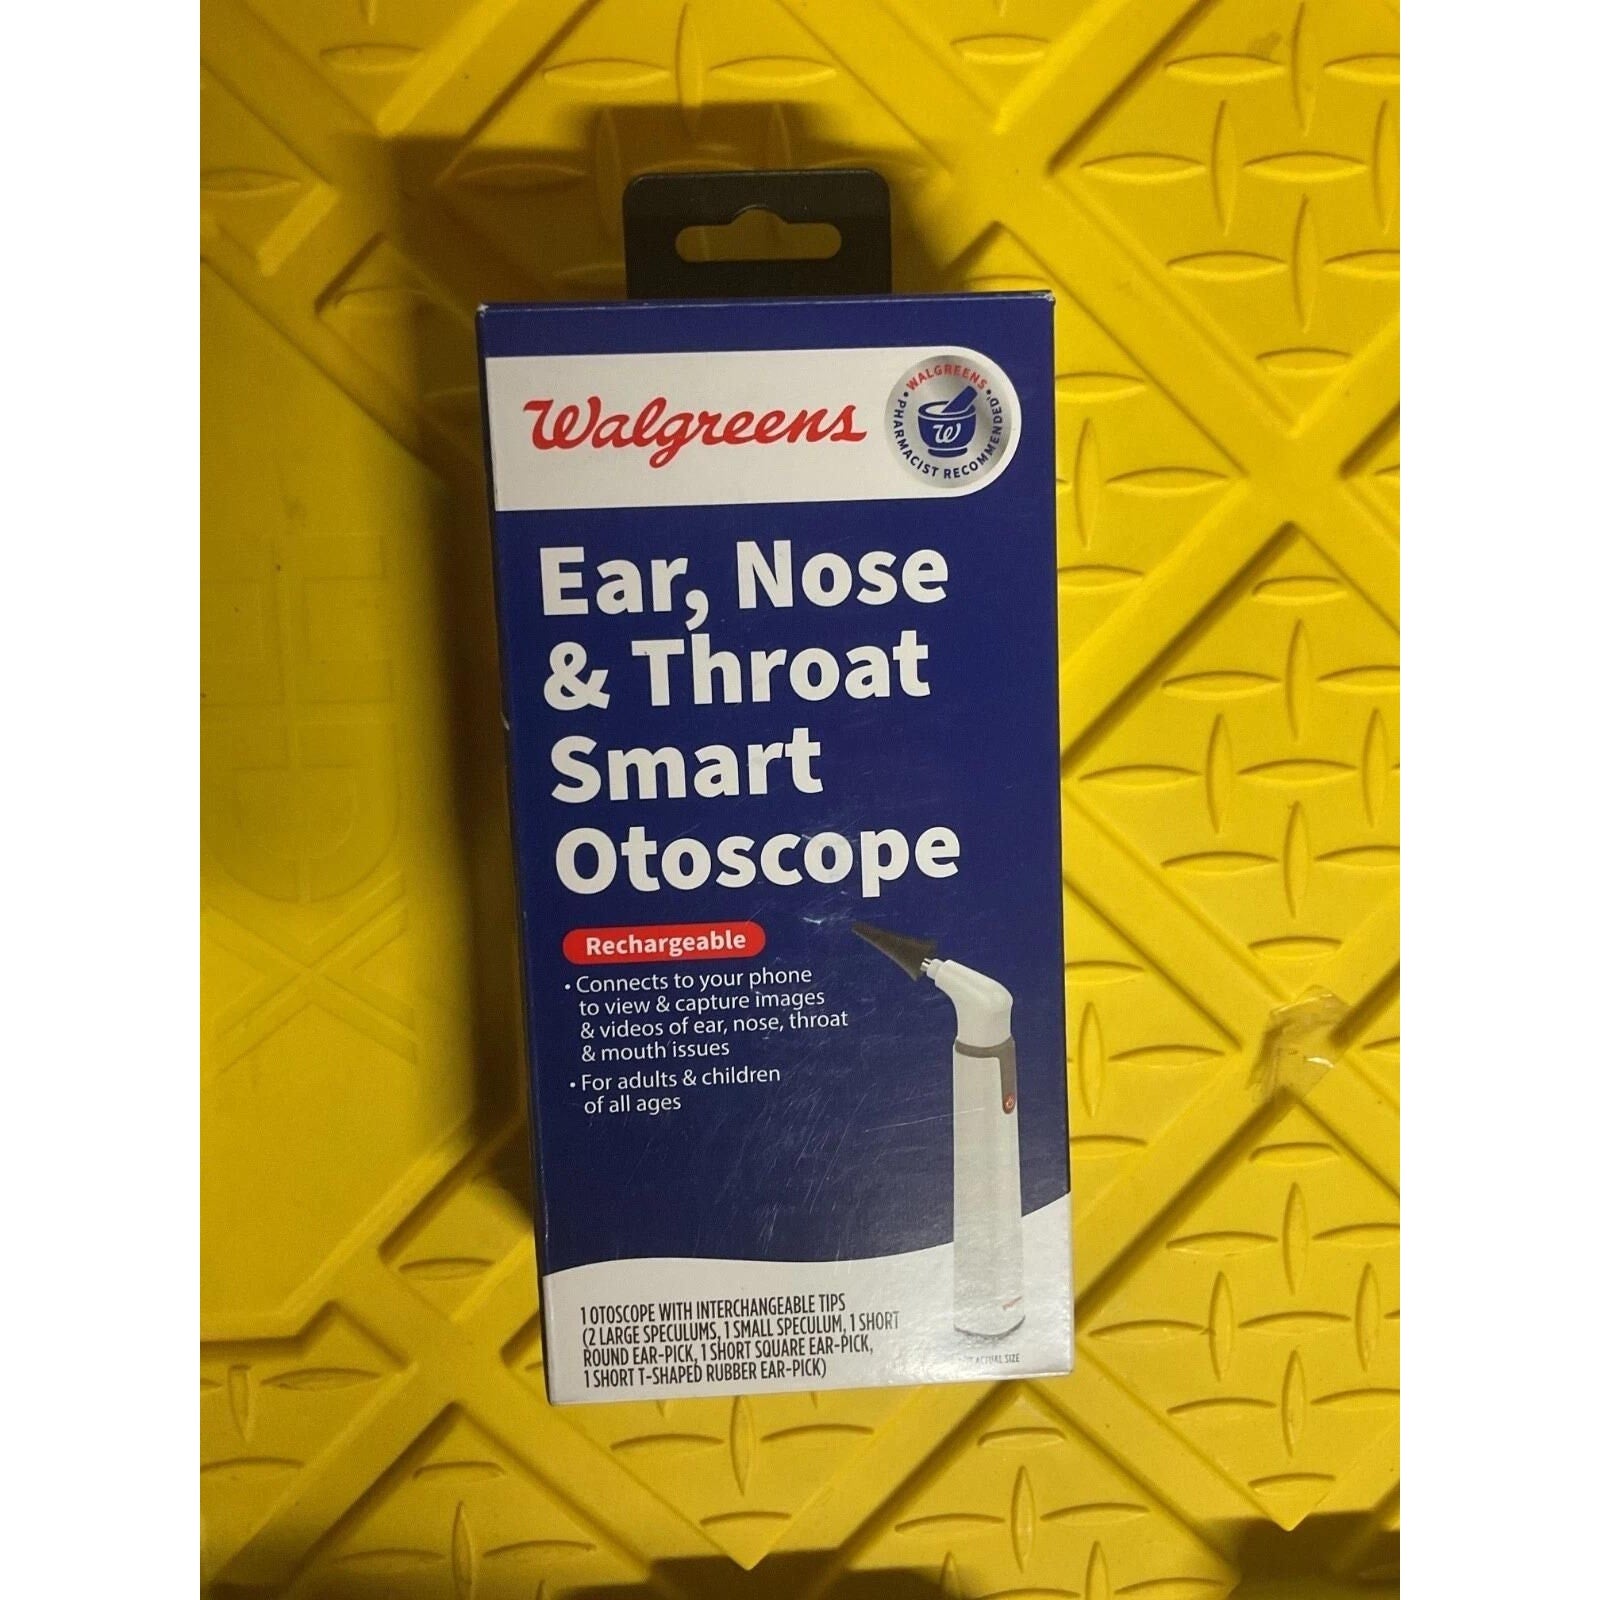 Walgreens
WALGREENS
PHARMACIST RECOMMENDED
W
Ear, Nose
& Throat
Smart
Otoscope
Rechargeable
• Connects to your phone
to view & capture images
& videos of ear, nose, throat
& mouth issues
• For adults & children
of all ages
1 OTOSCOPE WITH INTERCHANGEABLE TIPS
(2 LARGE SPECULUMS, 1 SMALL SPECULUM, 1 SHORT
ROUND EAR-PICK, 1 SHORT SQUARE EAR-PICK,
1 SHORT T-SHAPED RUBBER EAR-PICK)
ACTUAL SIZE